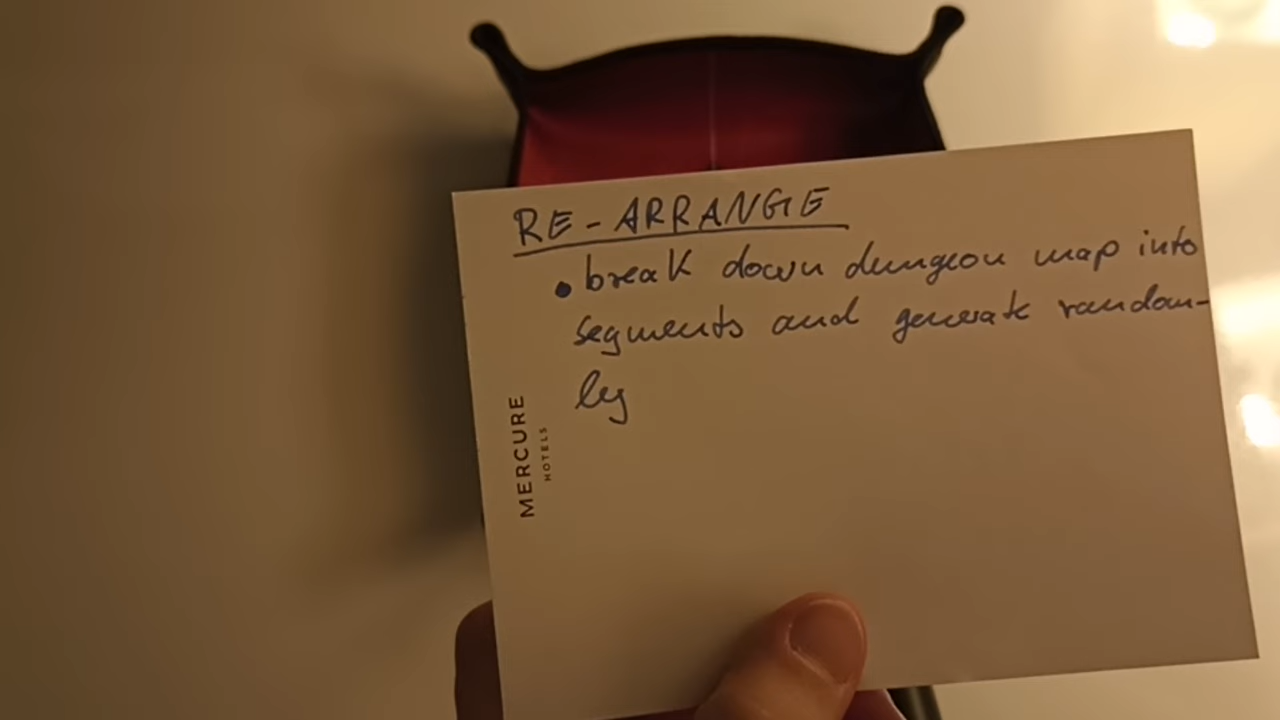 RE-ARRANGE
• break down dungeon map into
segments and generate random-
ly
MERCURE
HOTELS